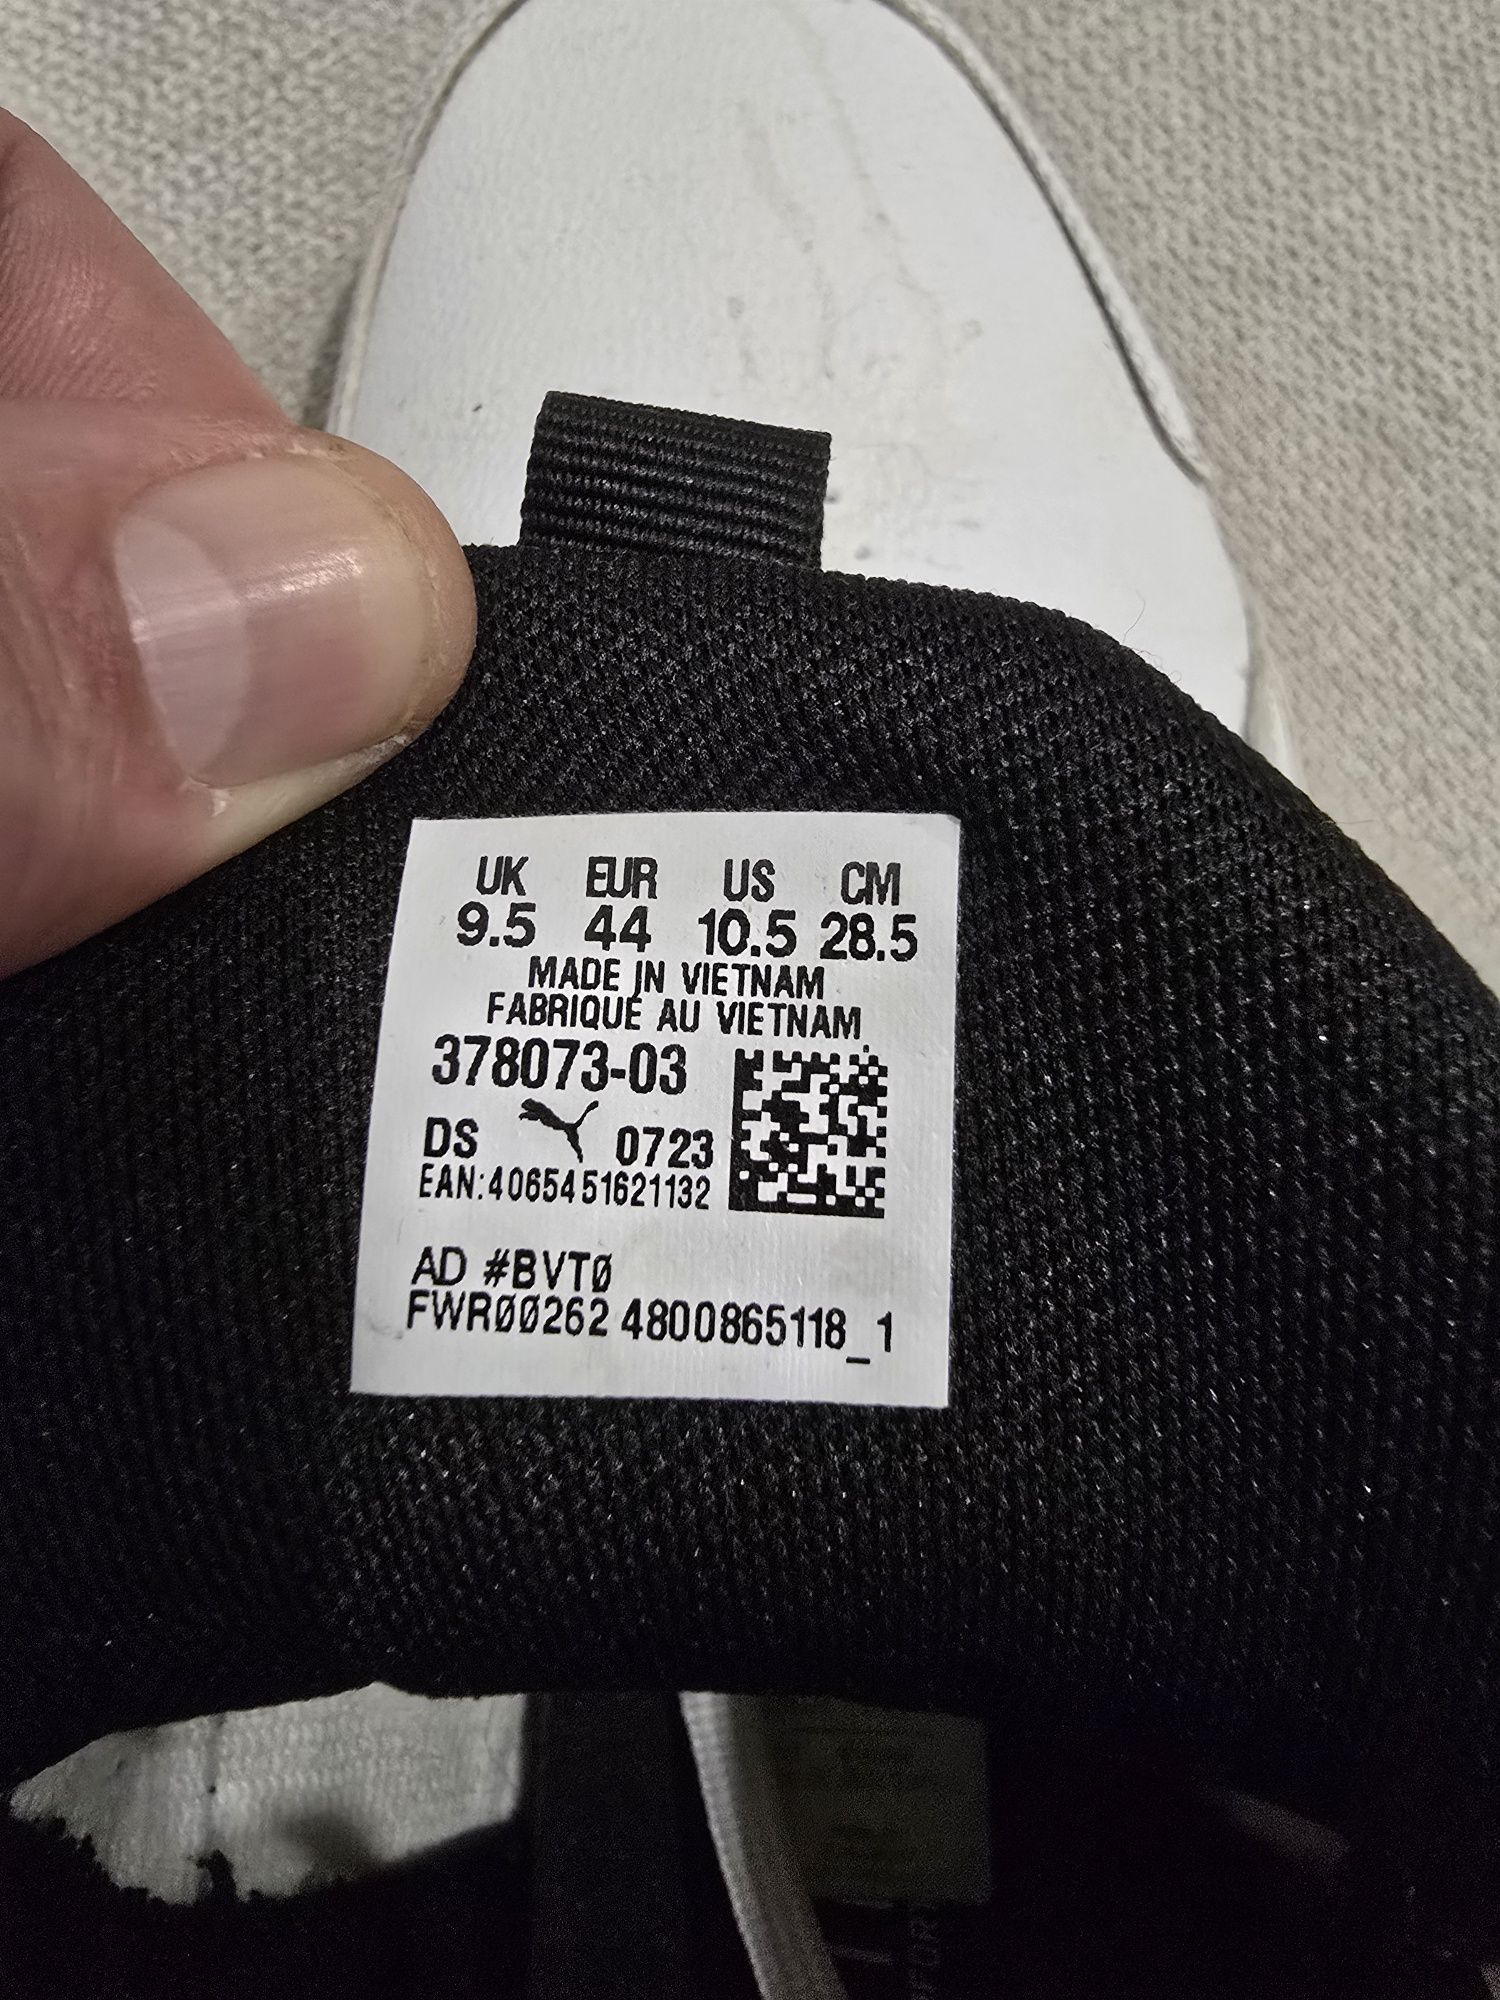 UK EUR US CM
9.5 44 10.5 28.5
MADE IN VIETNAM
FABRIQUÉ AU VIETNAM
378073-03
DS 0723
EAN:4065451621132
AD #BVTØ
FWRØØ262 4800865118_1